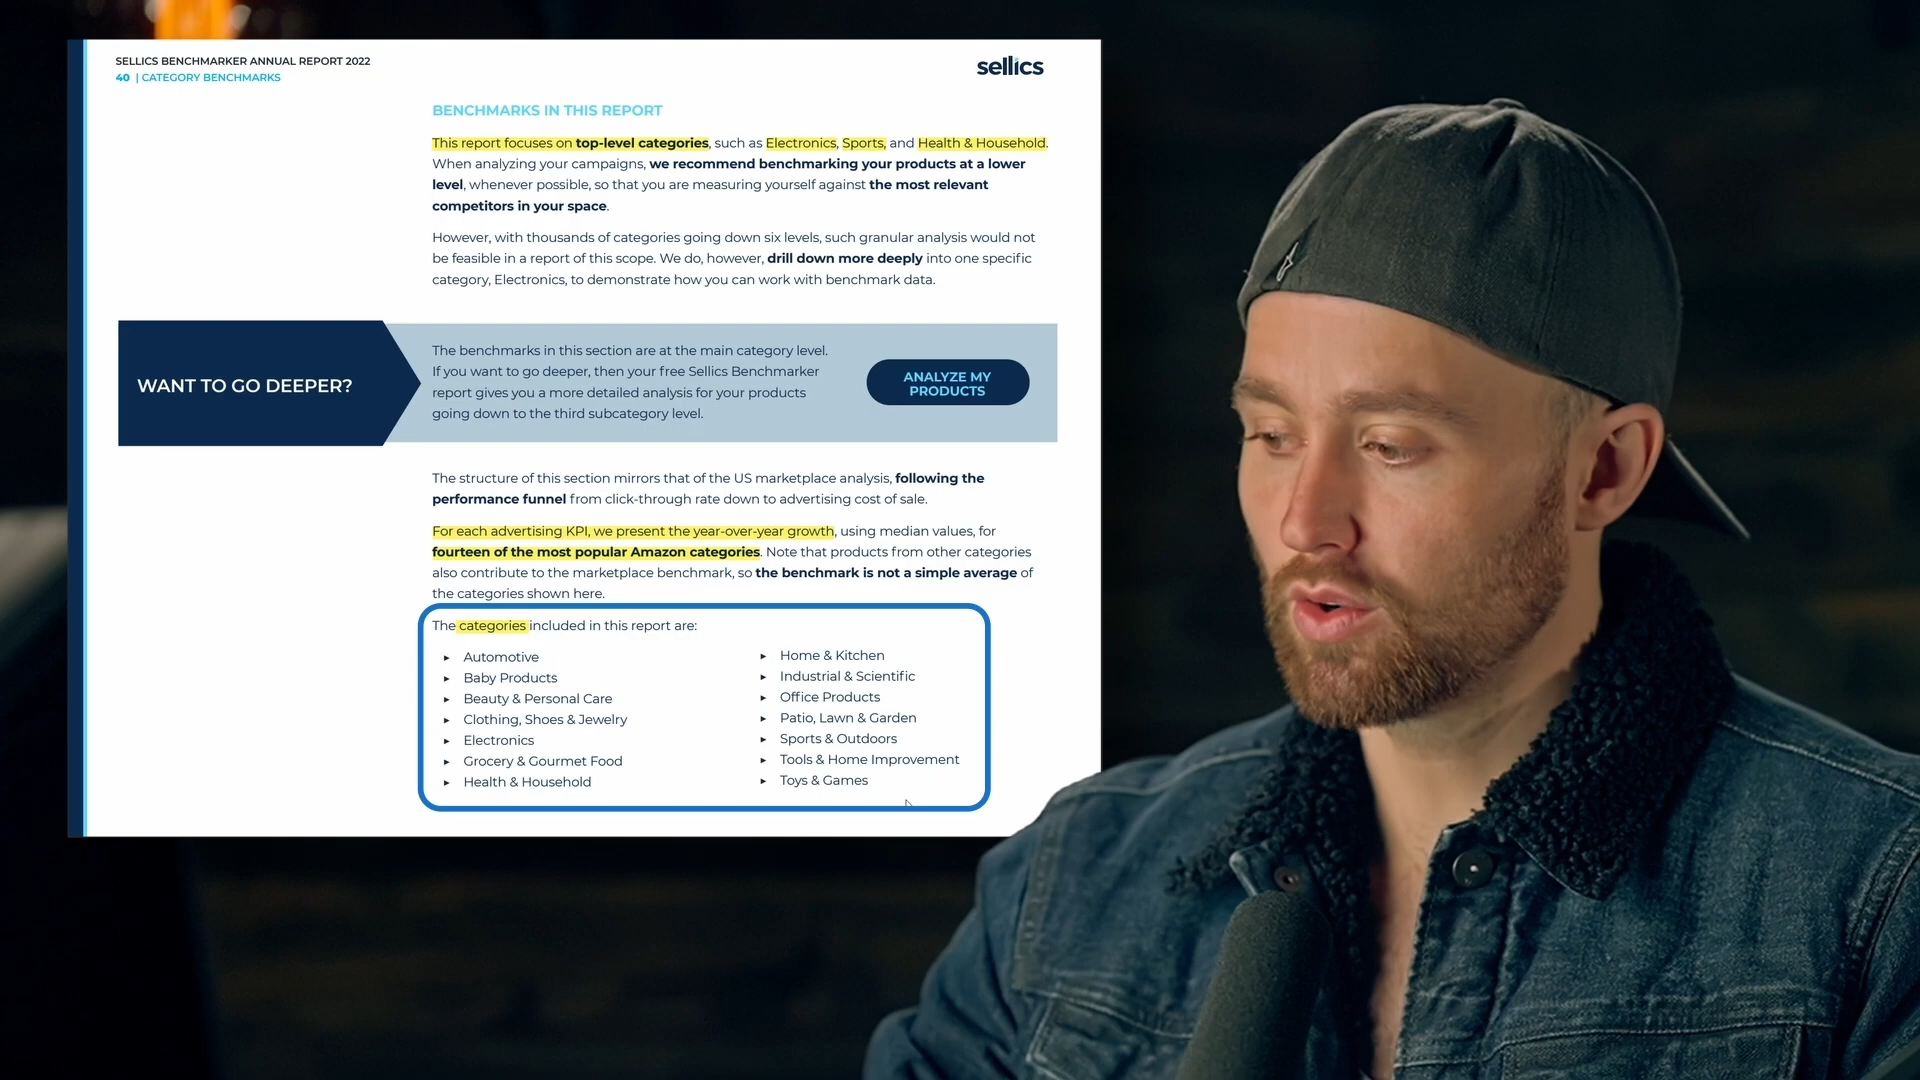 SELLICS BENCHMARKER ANNUAL REPORT 2022
40 | CATEGORY BENCHMARKS
sellics
BENCHMARKS IN THIS REPORT
This report focuses on top-level categories, such as Electronics, Sports, and Health & Household.
When analyzing your campaigns, we recommend benchmarking your products at a lower
level, whenever possible, so that you are measuring yourself against the most relevant
competitors in your space.
However, with thousands of categories going down six levels, such granular analysis would not
be feasible in a report of this scope. We do, however, drill down more deeply into one specific
category, Electronics, to demonstrate how you can work with benchmark data.
WANT TO GO DEEPER?
The benchmarks in this section are at the main category level.
If you want to go deeper, then your free Sellics Benchmarker
report gives you a more detailed analysis for your products
going down to the third subcategory level.
ANALYZE MY
PRODUCTS
The structure of this section mirrors that of the US marketplace analysis, following the
performance funnel from click-through rate down to advertising cost of sale.
For each advertising KPI, we present the year-over-year growth, using median values, for
fourteen of the most popular Amazon categories. Note that products from other categories
also contribute to the marketplace benchmark, so the benchmark is not a simple average of
the categories shown here.
The categories included in this report are:
▸ Automotive
▸ Baby Products
▸ Beauty & Personal Care
▸ Clothing, Shoes & Jewelry
▸ Electronics
▸ Grocery & Gourmet Food
▸ Health & Household
▸ Home & Kitchen
▸ Industrial & Scientific
▸ Office Products
▸ Patio, Lawn & Garden
▸ Sports & Outdoors
▸ Tools & Home Improvement
▸ Toys & Games